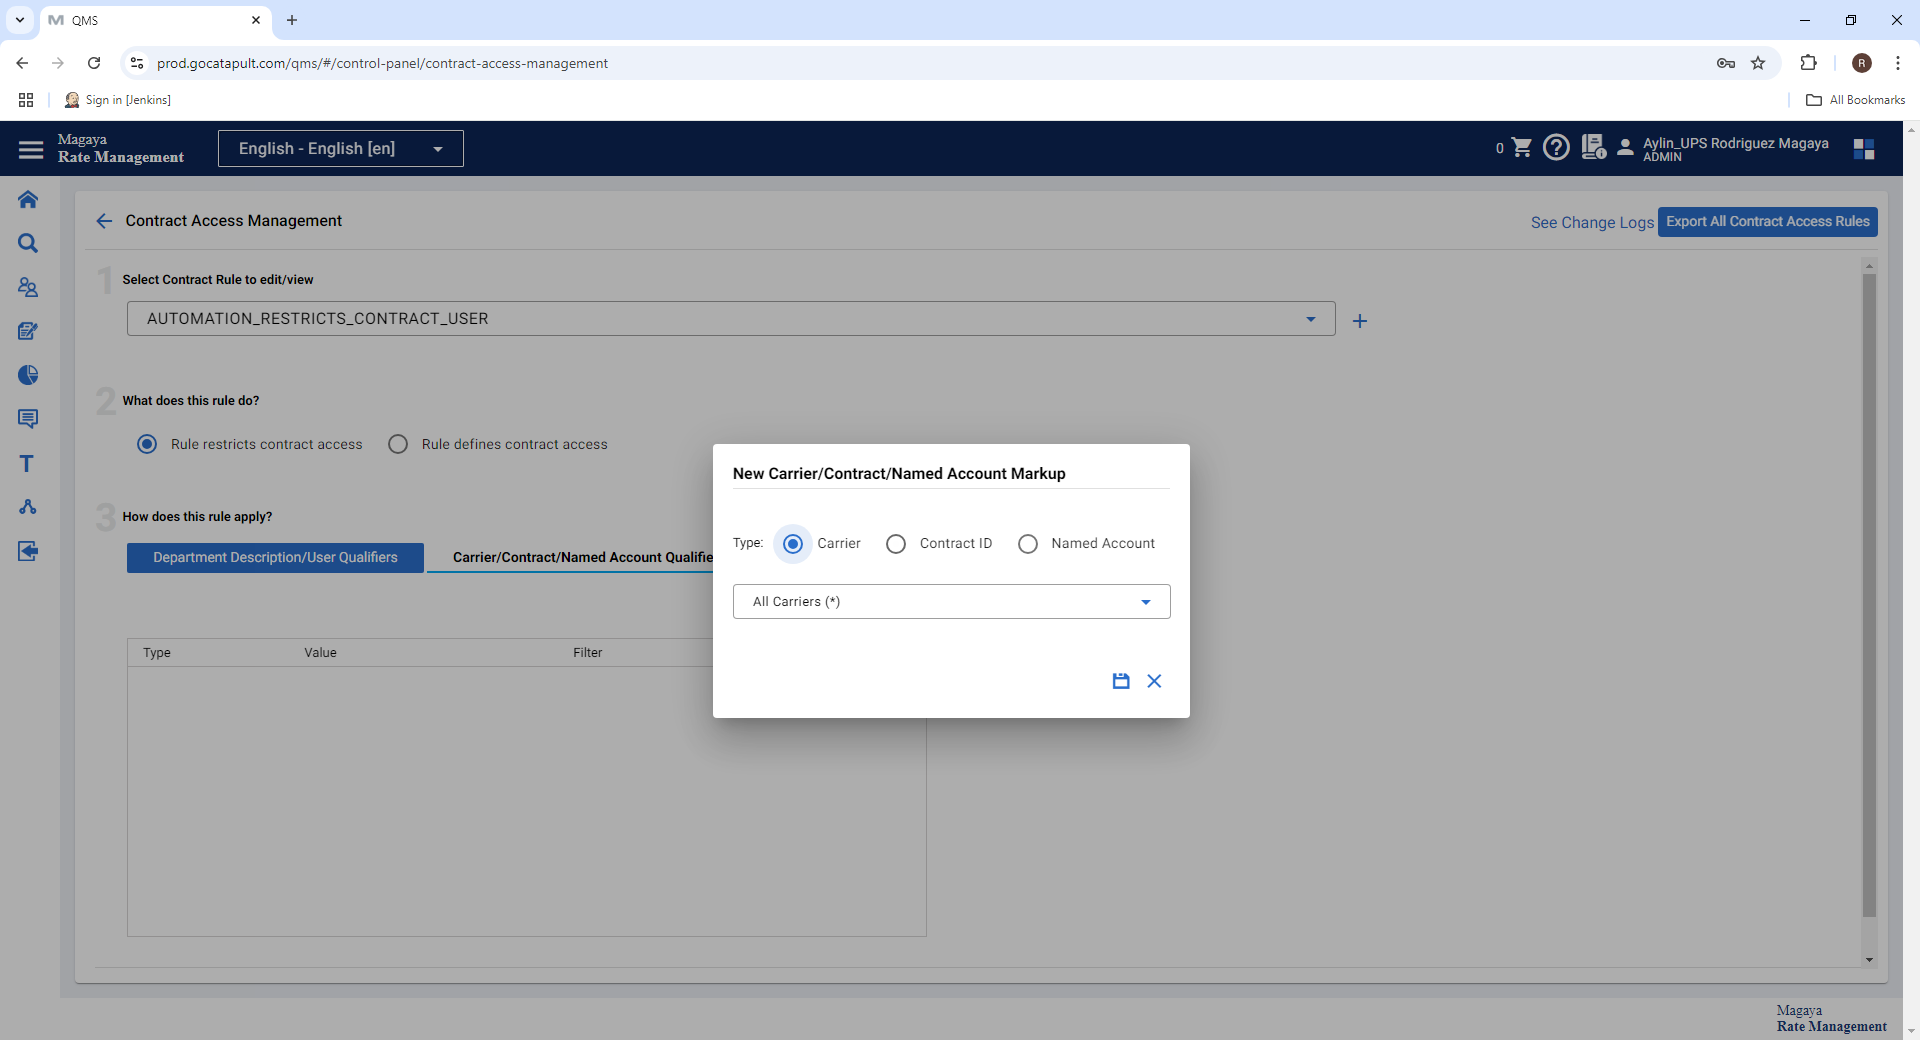 QMS
prod.gocatapult.com/qms/#/control-panel/contract-access-management
R
Sign in [Jenkins]
All Bookmarks
Magaya
Rate Management
English - English [en]
0
Aylin_UPS Rodriguez Magaya
ADMIN
Contract Access Management
See Change Logs
Export All Contract Access Rules
1 Select Contract Rule to edit/view
AUTOMATION_RESTRICTS_CONTRACT_USER
2 What does this rule do?
Rule restricts contract access
Rule defines contract access
3 How does this rule apply?
Department Description/User Qualifiers
Carrier/Contract/Named Account Qualifie
Type Value Filter
New Carrier/Contract/Named Account Markup
Type: Carrier Contract ID Named Account
All Carriers (*)
Magaya
Rate Management